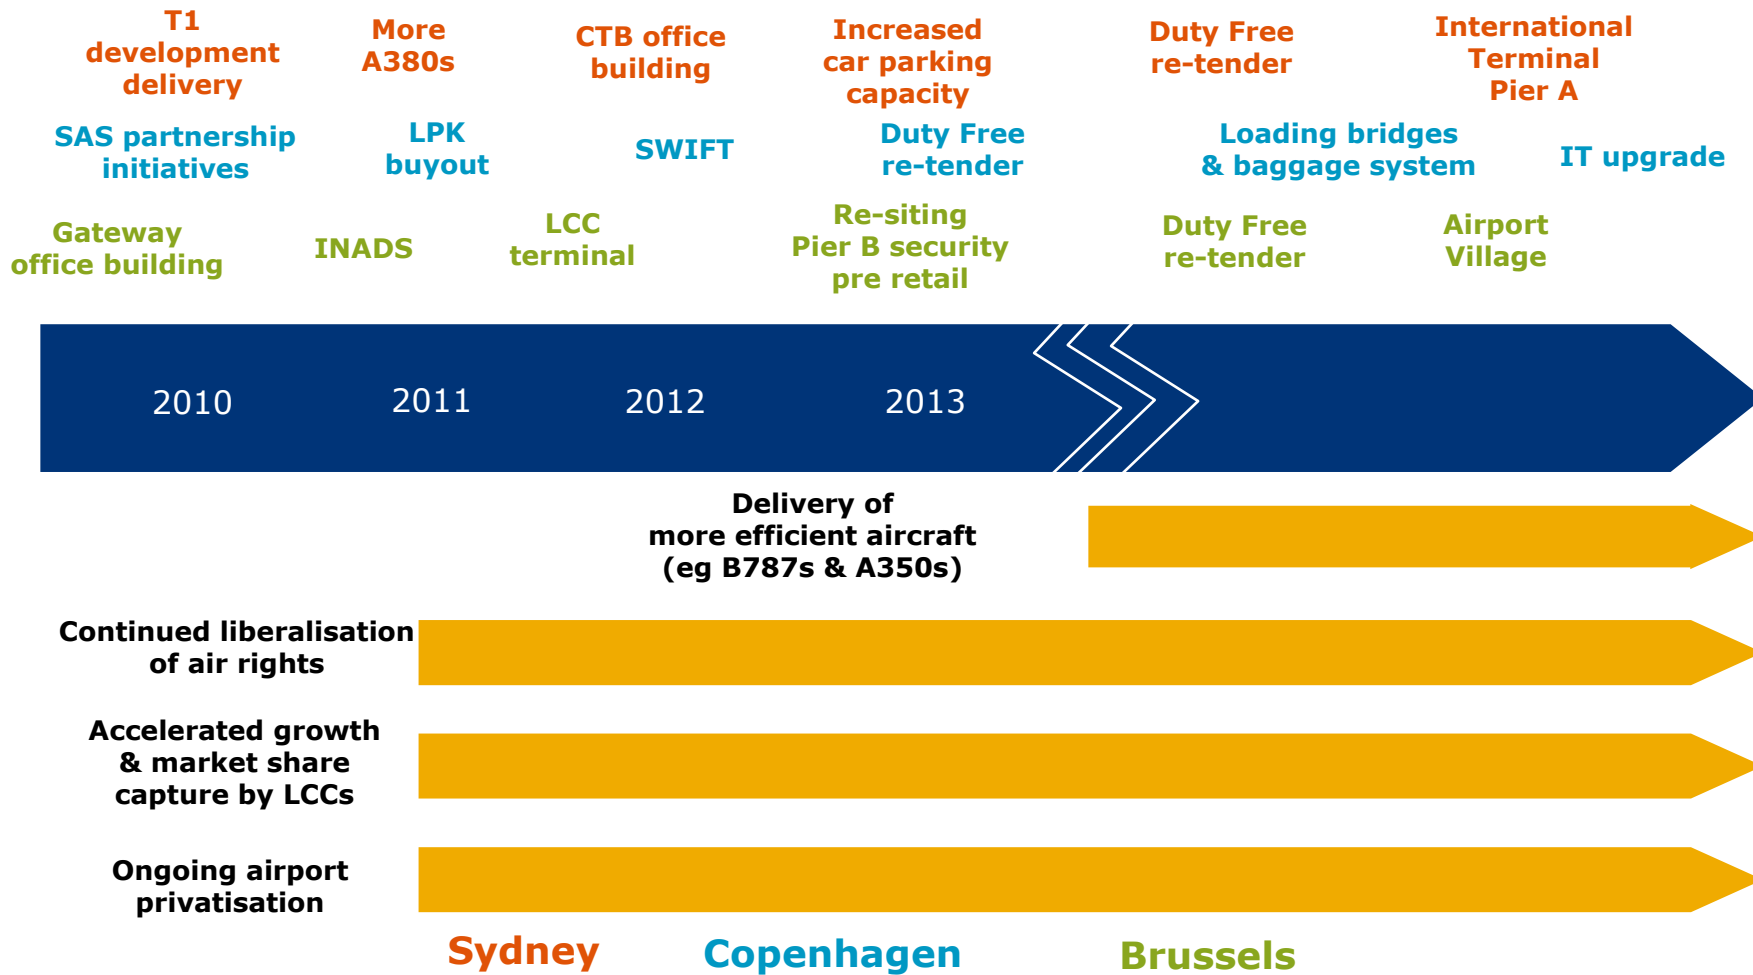 T1
development
delivery
More
A380s
CTB office
building
Increased
car parking
capacity
Duty Free
re-tender
International
Terminal
Pier A
SAS partnership
initiatives
LPK
buyout
SWIFT
Duty Free
re-tender
Loading bridges
& baggage system
IT upgrade
Gateway
office building
INADS
LCC
terminal
Re-siting
Pier B security
pre retail
Duty Free
re-tender
Airport
Village
2010
2011
2012
2013
Delivery of
more efficient aircraft
(eg B787s & A350s)
Continued liberalisation
of air rights
Accelerated growth
& market share
capture by LCCs
Ongoing airport
privatisation
Sydney
Copenhagen
Brussels